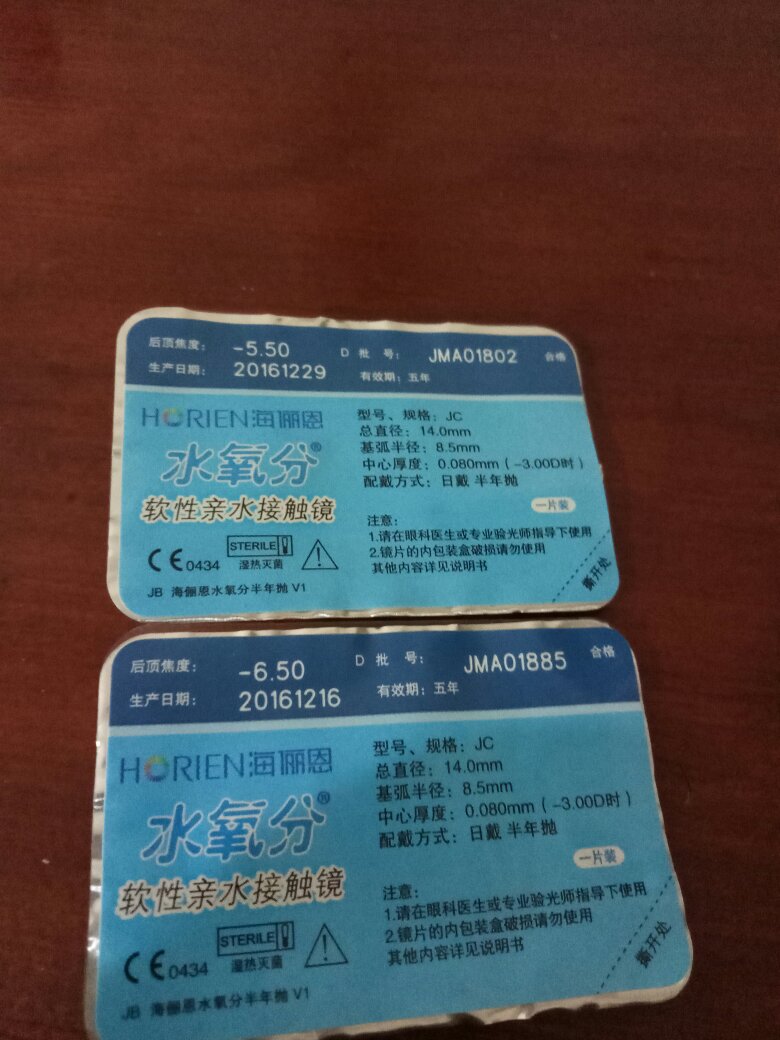 后顶焦度: -5.50 D 批 号: JMA01802 合格
生产日期: 20161229 有效期: 五年
HORIEN海俪恩
水氧分®
软性亲水接触镜
CE0434 STERILE
湿热灭菌
JB 海俪恩水氧分半年抛 V1
型号、规格: JC
总直径: 14.0mm
基弧半径: 8.5mm
中心厚度: 0.080mm(-3.00D时)
配戴方式: 日戴 半年抛
一片装
注意:
1.请在眼科医生或专业验光师指导下使用
2.镜片的内包装盒破损请勿使用
其他内容详见说明书
撕开处
后顶焦度: -6.50 D 批 号: JMA01885 合格
生产日期: 20161216 有效期: 五年
HORIEN海俪恩
水氧分®
软性亲水接触镜
CE0434 STERILE
湿热灭菌
JB 海俪恩水氧分半年抛 V1
型号、规格: JC
总直径: 14.0mm
基弧半径: 8.5mm
中心厚度: 0.080mm(-3.00D时)
配戴方式: 日戴 半年抛
一片装
注意:
1.请在眼科医生或专业验光师指导下使用
2.镜片的内包装盒破损请勿使用
其他内容详见说明书
撕开处